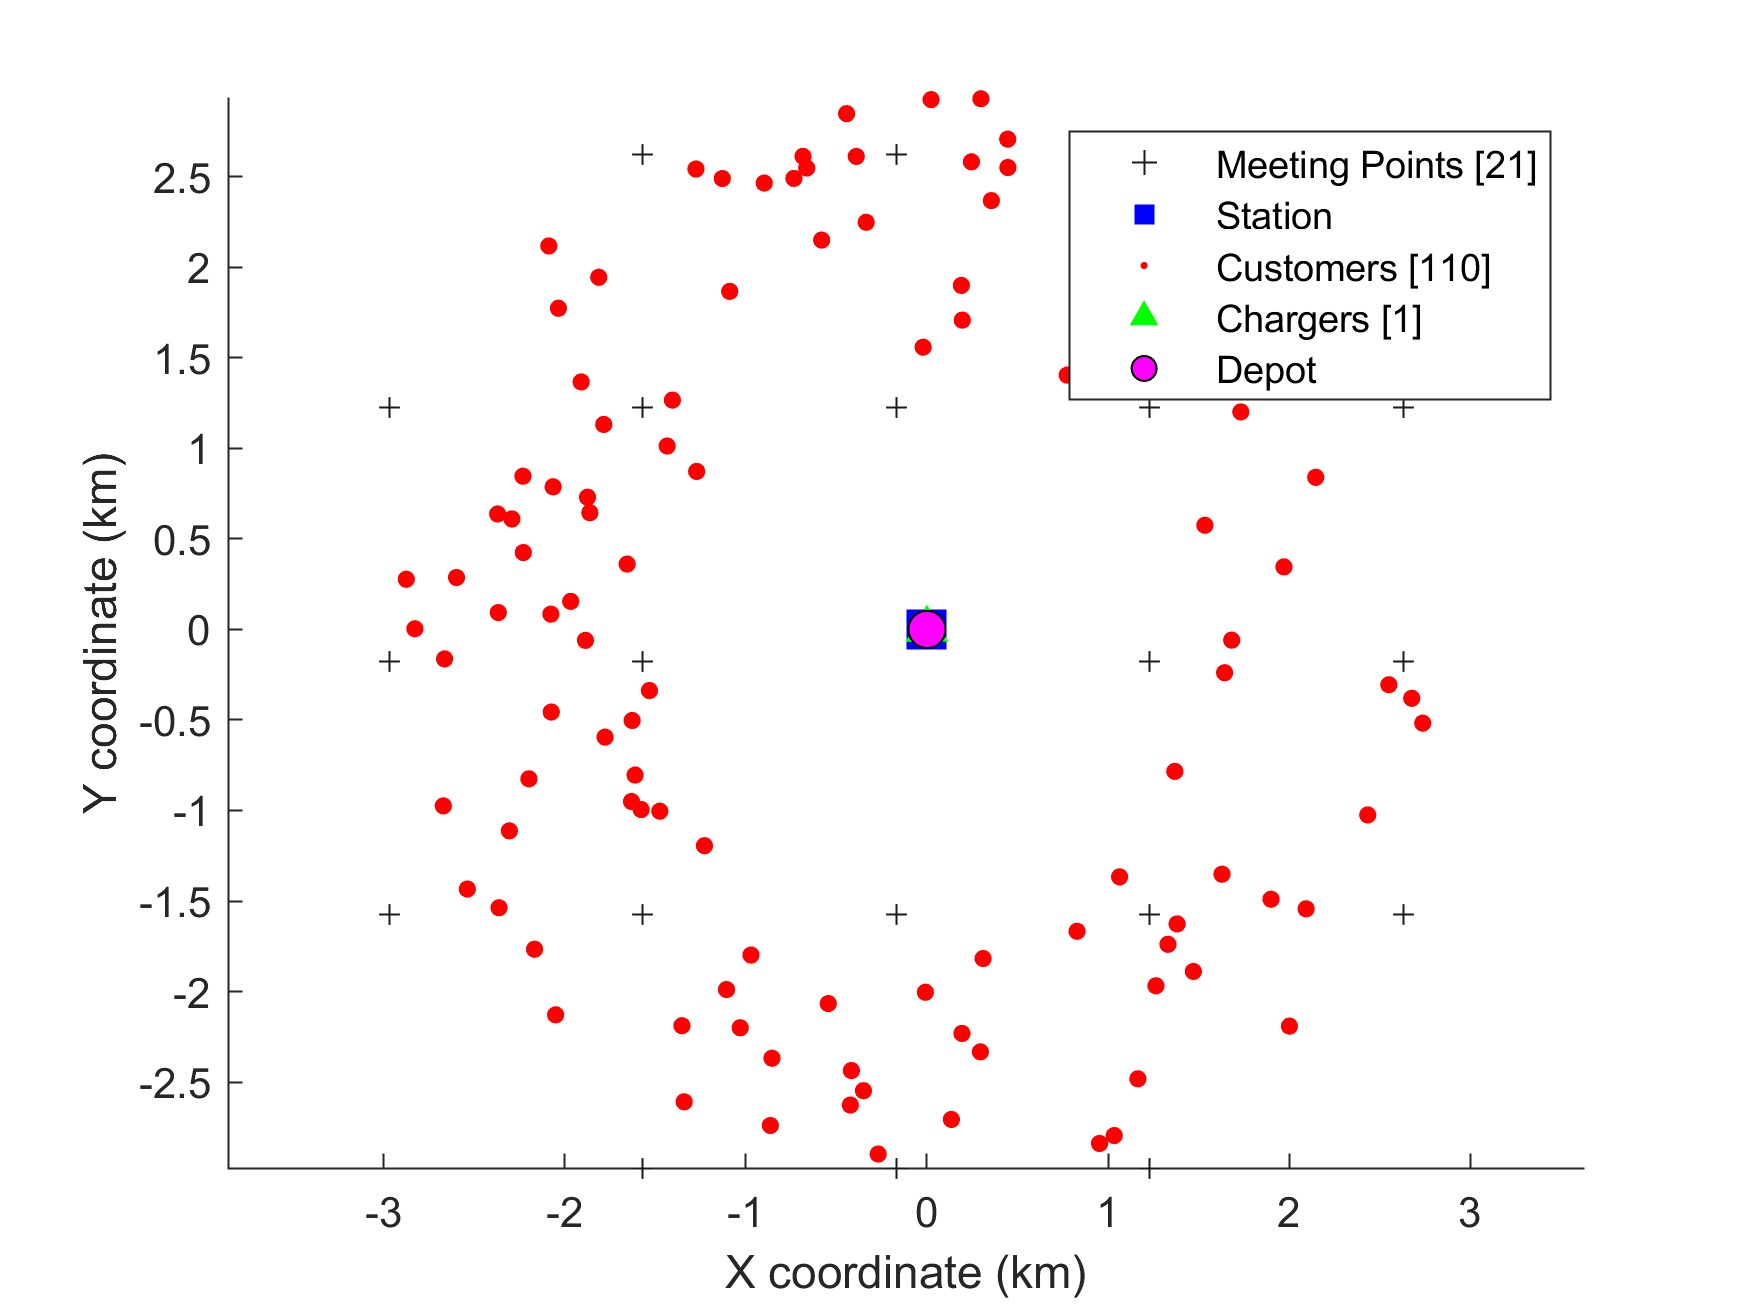 2.5
2
1.5
1
0.5
0
-0.5
-1
-1.5
-2
-2.5
Y coordinate (km)
Meeting Points [21]
Station
Customers [110]
Chargers [1]
Depot
-3 -2 -1 0 1 2 3
X coordinate (km)